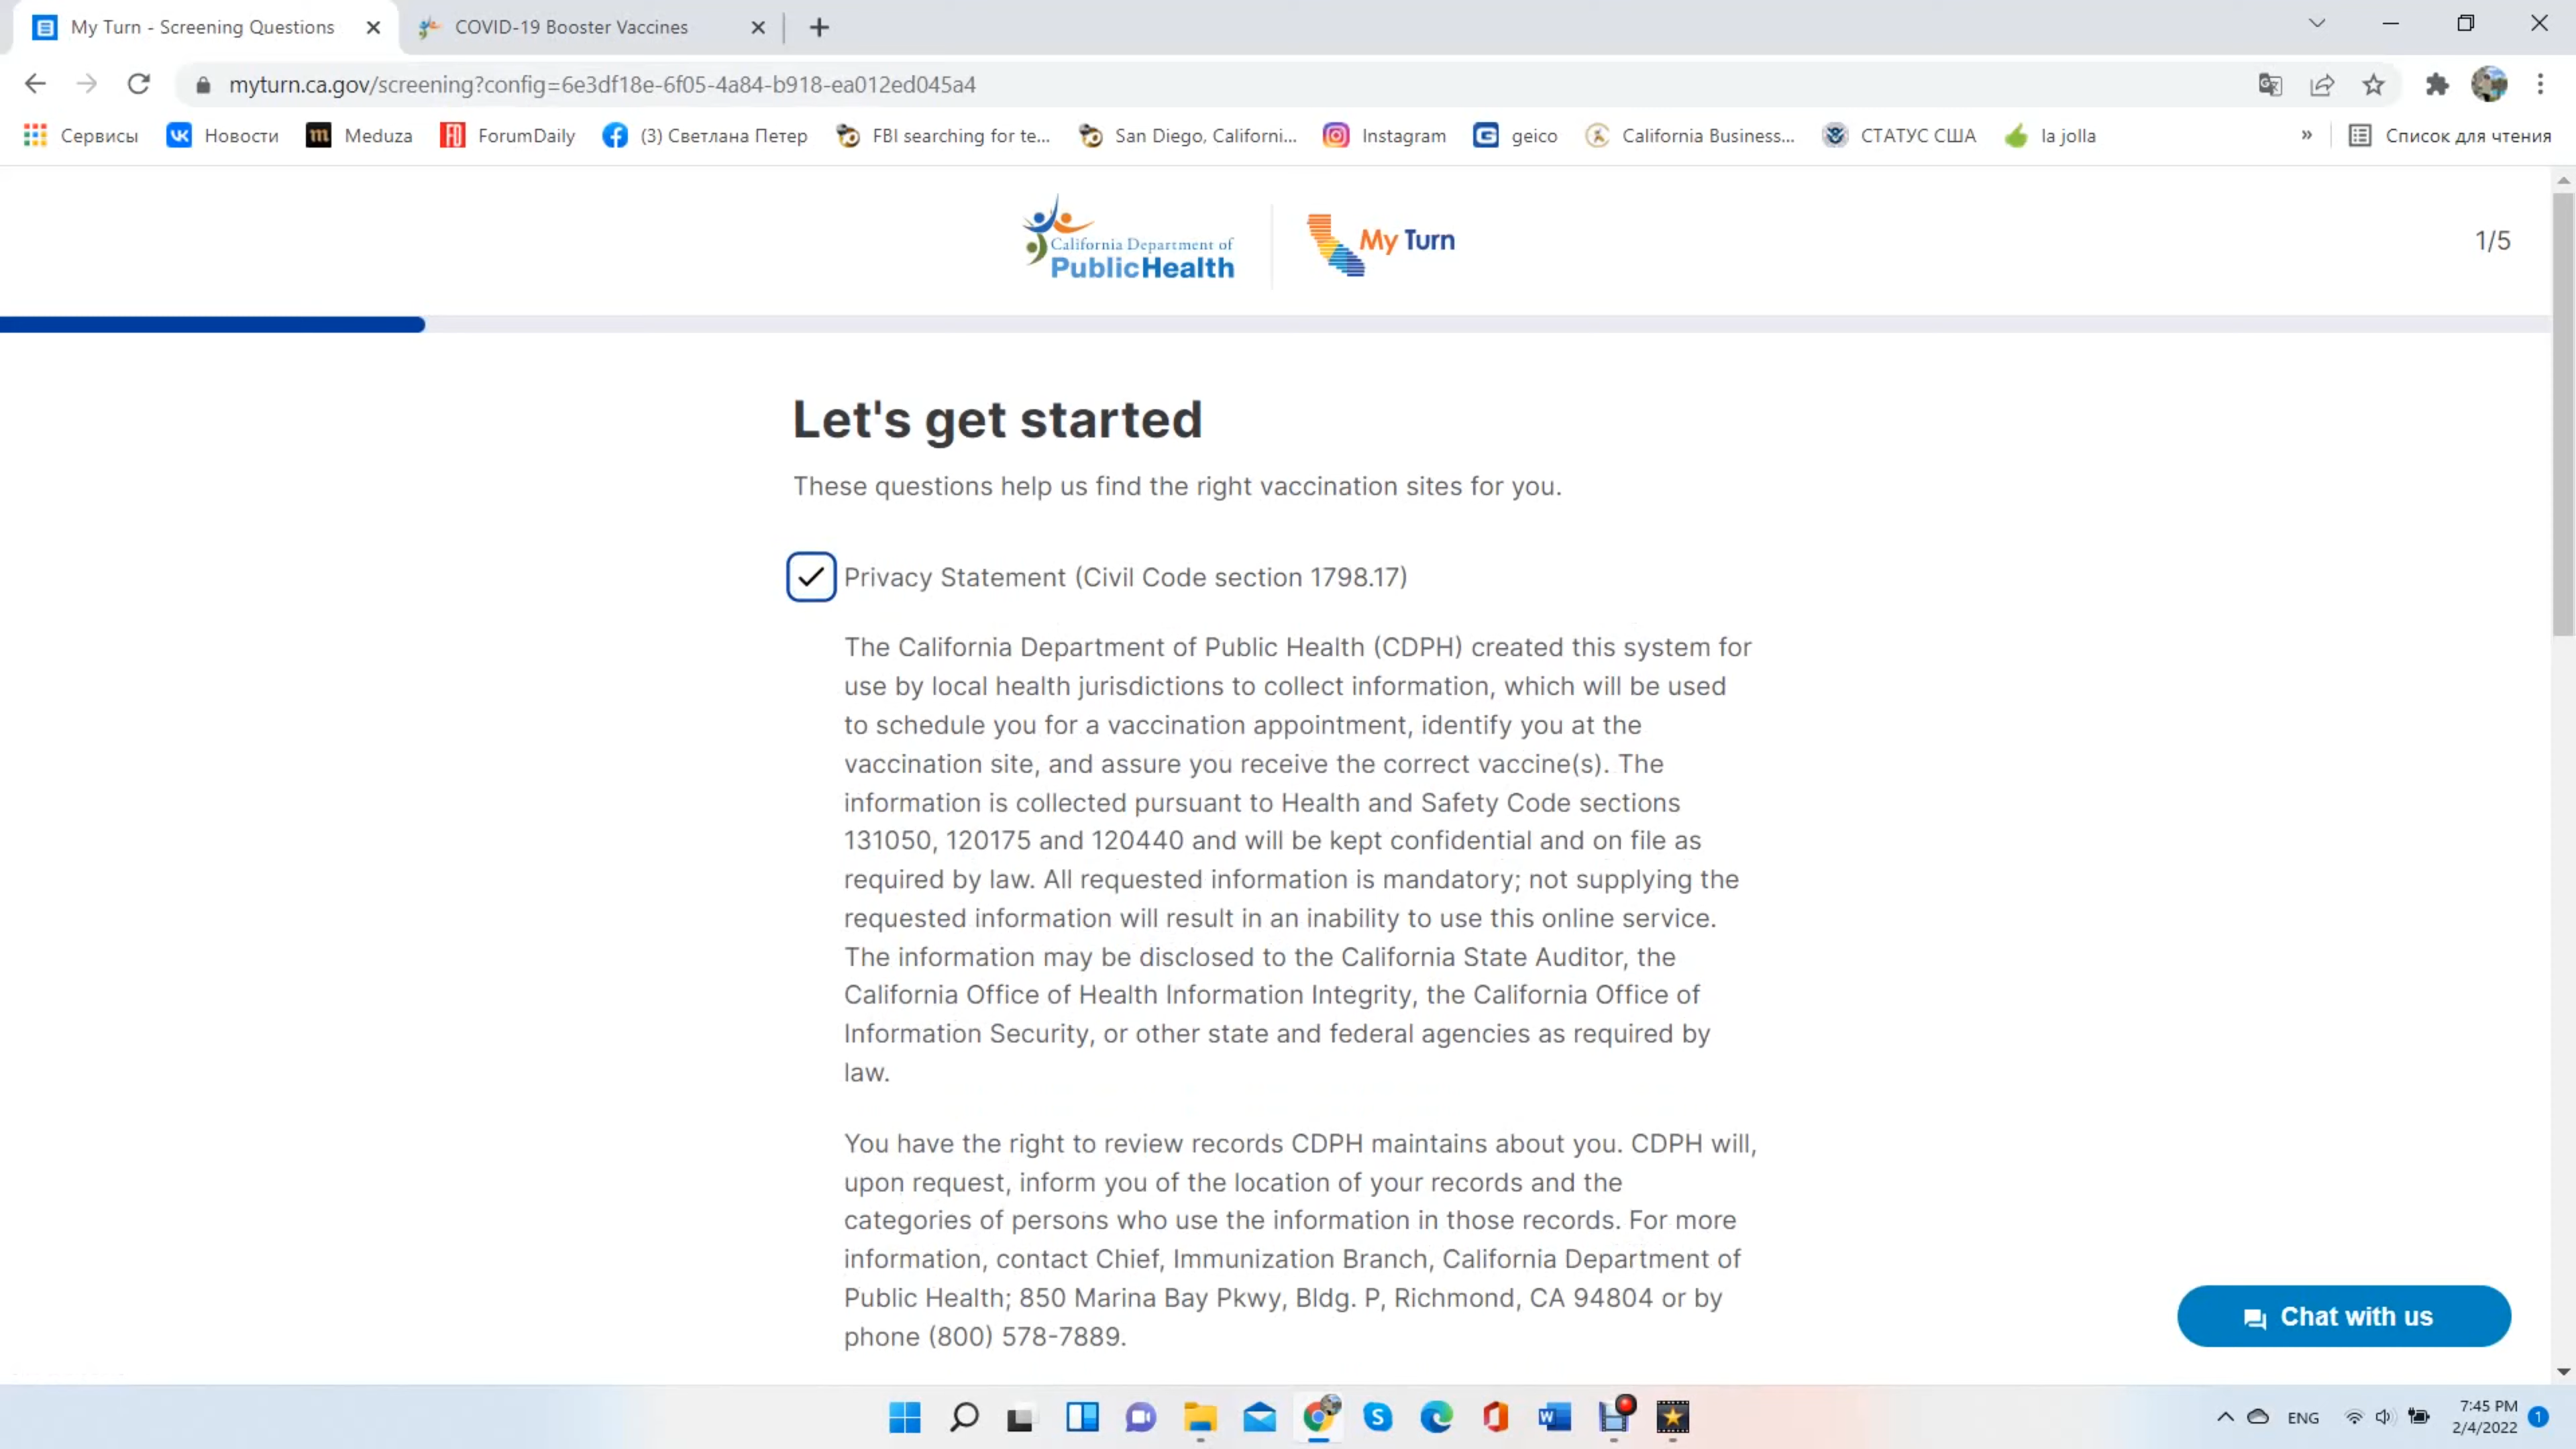 My Turn - Screening Questions
COVID-19 Booster Vaccines
myturn.ca.gov/screening?config=6e3df18e-6f05-4a84-b918-ea012ed045a4
Сервисы
Новости
Meduza
ForumDaily
(3) Светлана Петер
FBI searching for te...
San Diego, Californi...
Instagram
geico
California Business...
СТАТУС США
la jolla
»
Список для чтения
California Department of
PublicHealth
My Turn
1/5
Let's get started
These questions help us find the right vaccination sites for you.
Privacy Statement (Civil Code section 1798.17)
The California Department of Public Health (CDPH) created this system for
use by local health jurisdictions to collect information, which will be used
to schedule you for a vaccination appointment, identify you at the
vaccination site, and assure you receive the correct vaccine(s). The
information is collected pursuant to Health and Safety Code sections
131050, 120175 and 120440 and will be kept confidential and on file as
required by law. All requested information is mandatory; not supplying the
requested information will result in an inability to use this online service.
The information may be disclosed to the California State Auditor, the
California Office of Health Information Integrity, the California Office of
Information Security, or other state and federal agencies as required by
law.
You have the right to review records CDPH maintains about you. CDPH will,
upon request, inform you of the location of your records and the
categories of persons who use the information in those records. For more
information, contact Chief, Immunization Branch, California Department of
Public Health; 850 Marina Bay Pkwy, Bldg. P, Richmond, CA 94804 or by
phone (800) 578-7889.
Chat with us
ENG
7:45 PM
2/4/2022
1